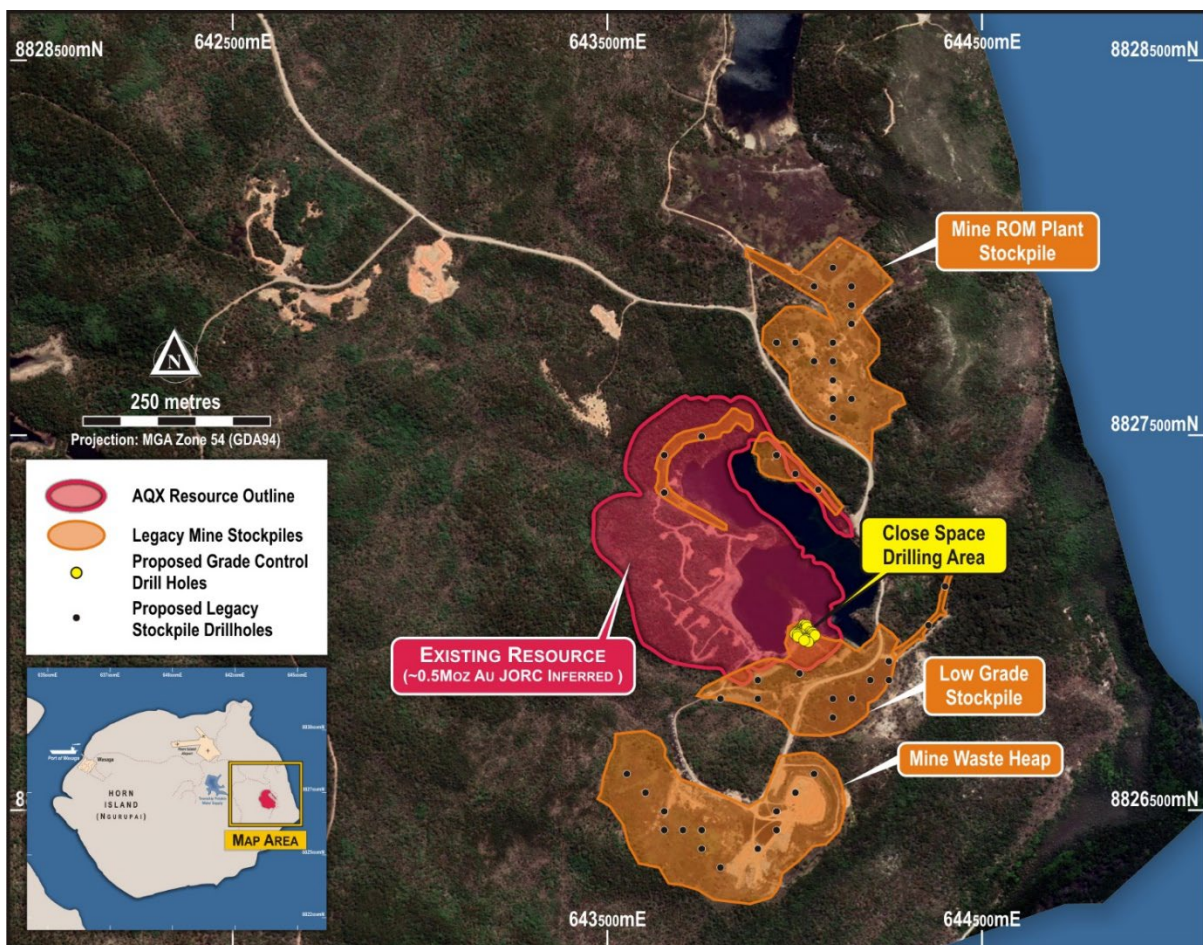 642500mE
643500mE
644500mE
8828500mN
8828500mN
Mine ROM Plant
Stockpile
N
250 metres
Projection: MGA Zone 54 (GDA94)
8827500mN
AQX Resource Outline
Legacy Mine Stockpiles
Proposed Grade Control
Drill Holes
Proposed Legacy
Stockpile Drillholes
Close Space
Drilling Area
EXISTING RESOURCE
(~0.5MOZ AU JORC INFERRED )
Low Grade
Stockpile
Mine Waste Heap
8826500mN
Port of Wasaga
Wasaga
HORN
ISLAND
(NGURUPAI)
MAP AREA
643500mE
644500mE